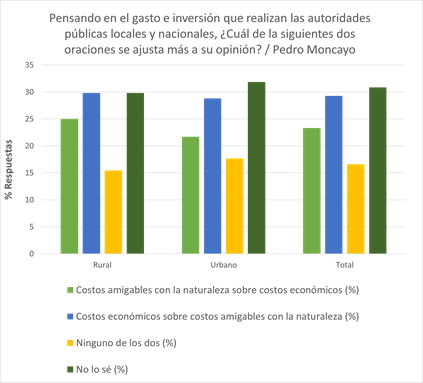 Pensando en el gasto e inversión que realizan las autoridades
públicas locales y nacionales, ¿Cuál de la siguientes dos
oraciones se ajusta más a su opinión? / Pedro Moncayo
% Respuestas
35
30
25
20
15
10
5
0
Rural Urbano Total
Costos amigables con la naturaleza sobre costos económicos (%)
Costos económicos sobre costos amigables con la naturaleza (%)
Ninguno de los dos (%)
No lo sé (%)